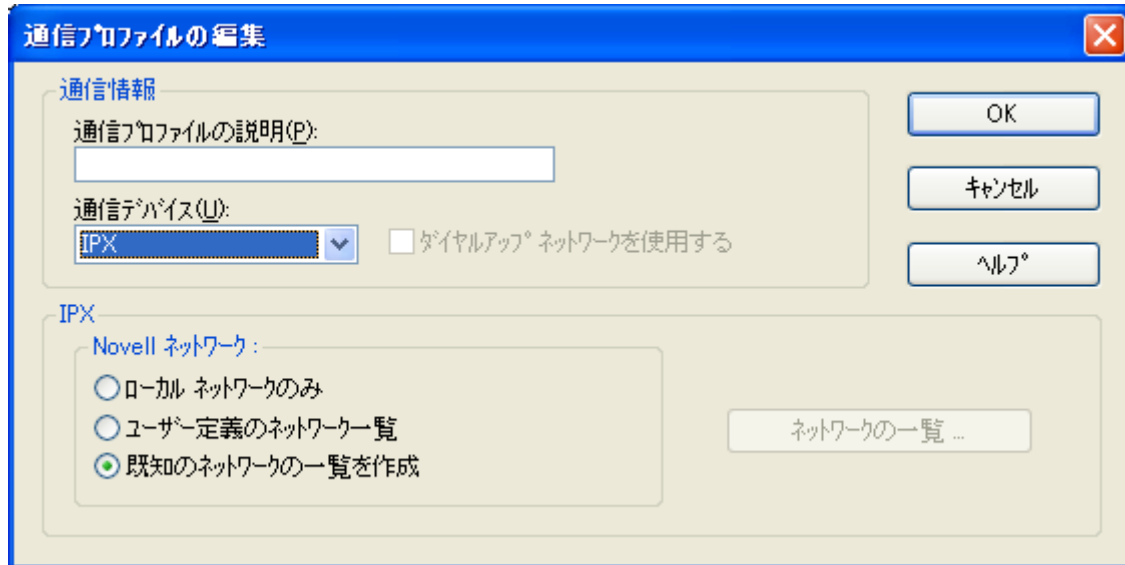 通信ﾌﾟﾛﾌｧｲﾙの編集
通信情報
通信ﾌﾟﾛﾌｧｲﾙの説明(P):
OK
ｷｬﾝｾﾙ
通信ﾃﾞﾊﾞｲｽ(U):
IPX
ﾀﾞｲﾔﾙｱｯﾌﾟ ﾈｯﾄﾜｰｸを使用する
ﾍﾙﾌﾟ
IPX
Novell ﾈｯﾄﾜｰｸ :
ﾛｰｶﾙ ﾈｯﾄﾜｰｸのみ
ﾕｰｻﾞｰ定義のﾈｯﾄﾜｰｸ一覧
既知のﾈｯﾄﾜｰｸの一覧を作成
ﾈｯﾄﾜｰｸの一覧 ...